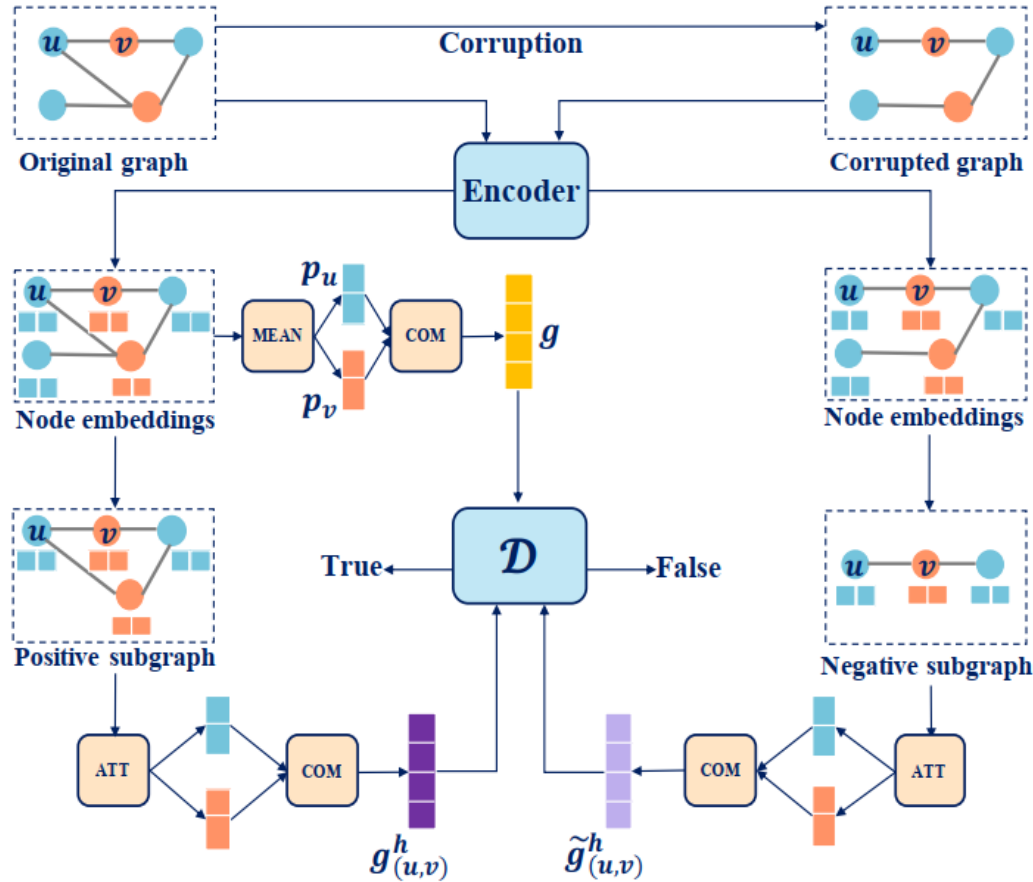 u v
Corruption
u v
Original graph
Corrupted graph
Encoder
u v
p_u
MEAN
COM
g
p_v
u v
Node embeddings
Node embeddings
u v
D
True
False
u v
Positive subgraph
Negative subgraph
ATT
COM
COM
ATT
g^h_(u,v)
g̃^h_(u,v)